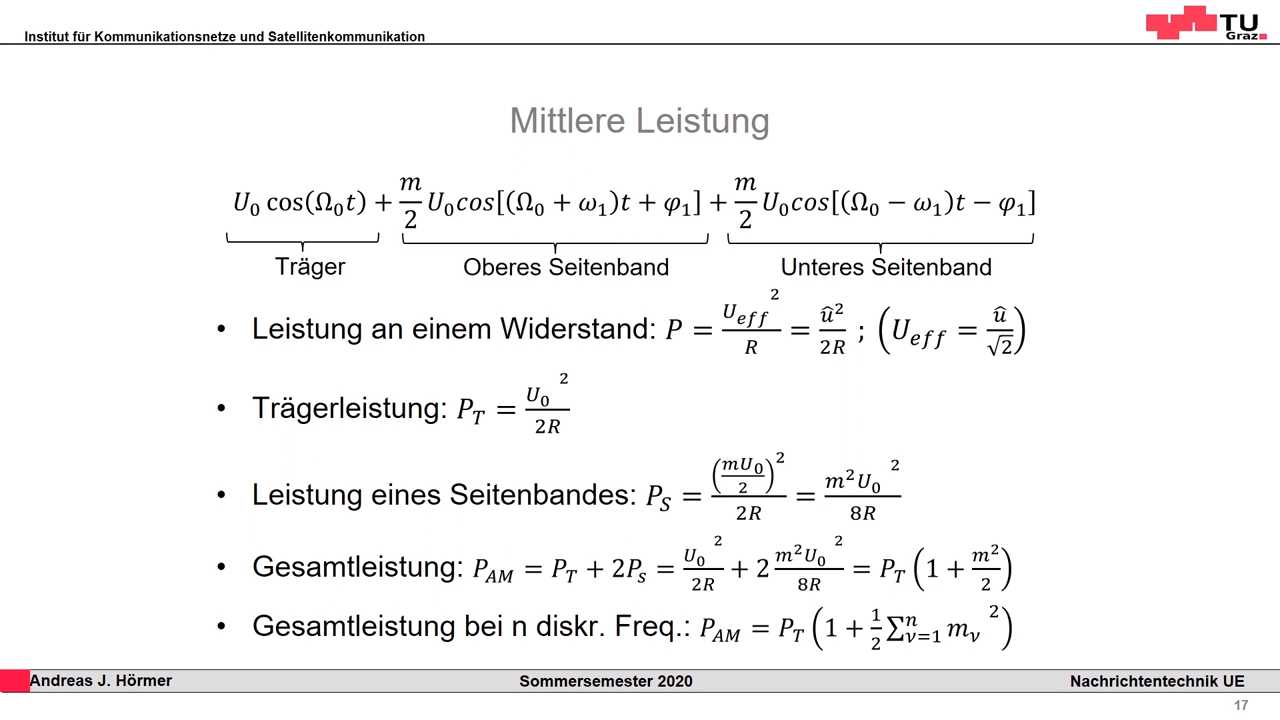 Institut für Kommunikationsnetze und Satellitenkommunikation
TU
Graz
Mittlere Leistung
U₀ cos(Ω₀t) + m/2 U₀cos[(Ω₀ + ω₁)t + φ₁] + m/2 U₀cos[(Ω₀ − ω₁)t − φ₁]
Träger Oberes Seitenband Unteres Seitenband
• Leistung an einem Widerstand: P = U_eff²/R = û²/2R ; (U_eff = û/√2)
• Trägerleistung: P_T = U₀²/2R
• Leistung eines Seitenbandes: P_S = (mU₀/2)²/2R = m²U₀²/8R
• Gesamtleistung: P_AM = P_T + 2P_s = U₀²/2R + 2 m²U₀²/8R = P_T (1 + m²/2)
• Gesamtleistung bei n diskr. Freq.: P_AM = P_T (1 + 1/2 ∑_{ν=1}^{n} m_ν²)
Andreas J. Hörmer Sommersemester 2020 Nachrichtentechnik UE
17